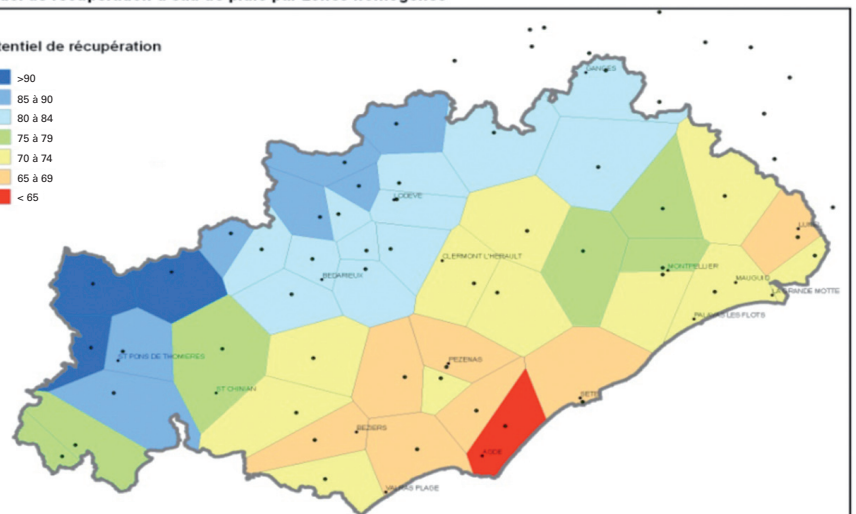 tentiel de récupération
>90
85 à 90
80 à 84
75 à 79
70 à 74
65 à 69
< 65
GANGES
LODEVE
CLERMONT L'HERAULT
BEDARIEUX
MONTPELLIER
MAUGUIO
LA GRANDE MOTTE
PALAVAS LES FLOTS
ST PONS DE THOMIERES
ST CHINIAN
PEZENAS
SETE
BEZIERS
AGDE
VALRAS PLAGE